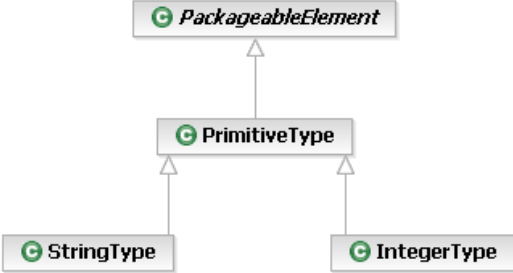 PackageableElement
PrimitiveType
StringType
IntegerType